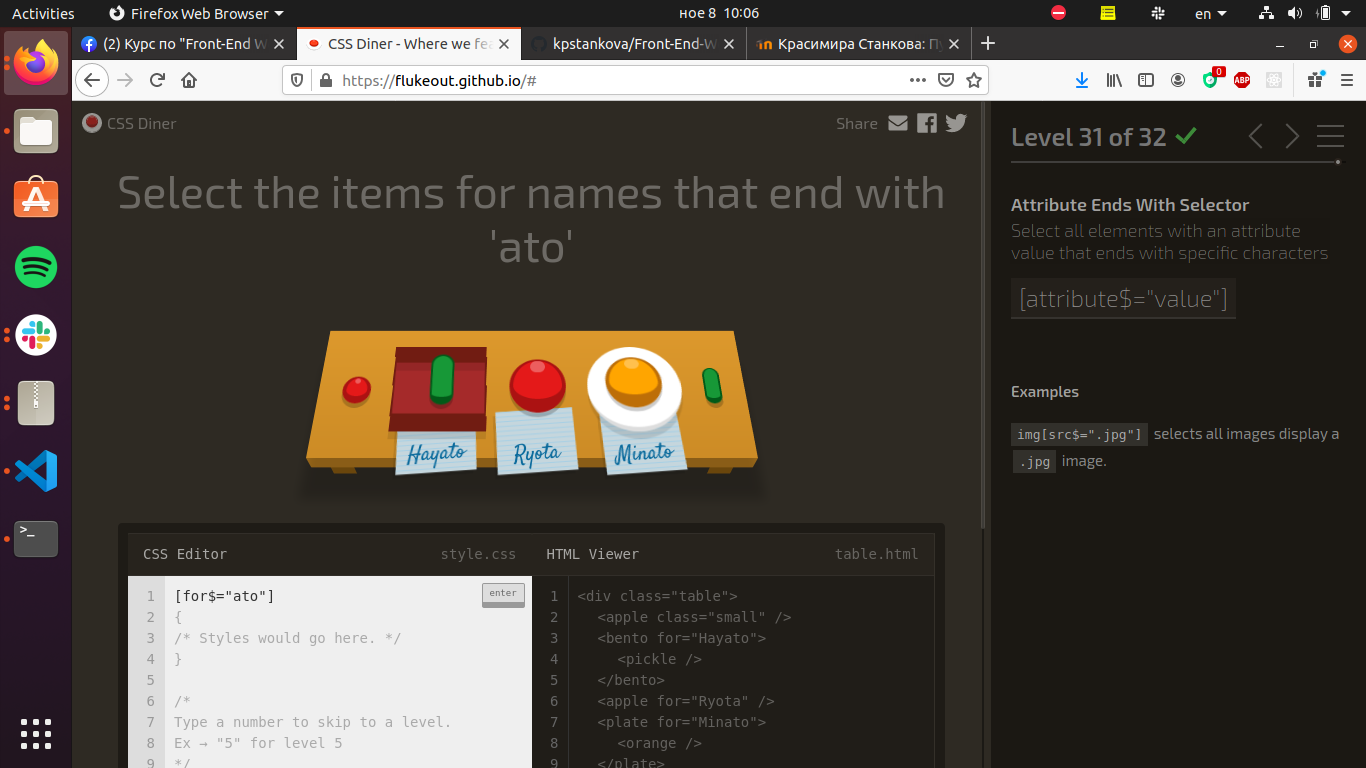 Activities
Firefox Web Browser
ное 8 10:06
en
(2) Курс по "Front-End W
CSS Diner - Where we fea
kpstankova/Front-End-W
Красимира Станкова: П
https://flukeout.github.io/#
0
ABP
CSS Diner
Share
Select the items for names that end with
'ato'
Hayato
Ryota
Minato
CSS Editor
style.css
HTML Viewer
table.html
enter
1 [for$="ato"]
2 {
3 /* Styles would go here. */
4 }
5
6 /*
7 Type a number to skip to a level.
8 Ex → "5" for level 5
9 */
1 <div class="table">
2 <apple class="small" />
3 <bento for="Hayato">
4 <pickle />
5 </bento>
6 <apple for="Ryota" />
7 <plate for="Minato">
8 <orange />
9 </plate>
Level 31 of 32
Attribute Ends With Selector
Select all elements with an attribute
value that ends with specific characters
[attribute$="value"]
Examples
img[src$=".jpg"] selects all images display a
.jpg image.